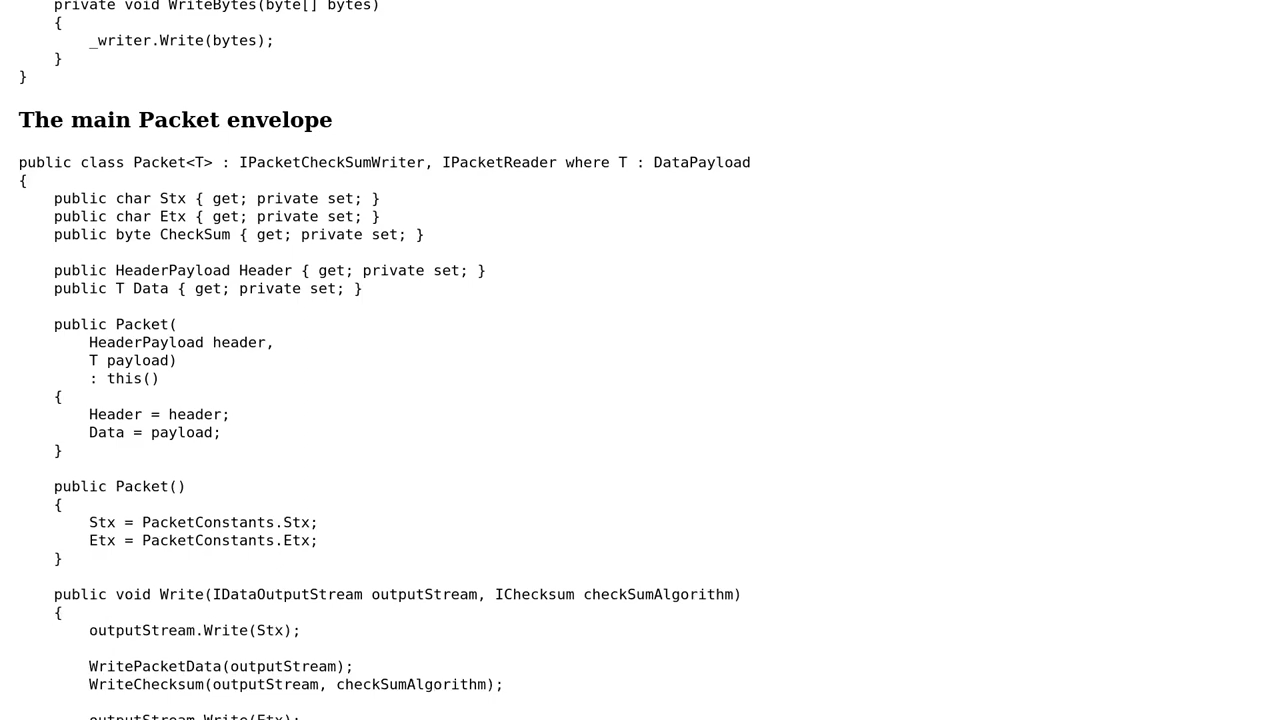 private void WriteBytes(byte[] bytes)
{
_writer.Write(bytes);
}
}
The main Packet envelope
public class Packet<T> : IPacketCheckSumWriter, IPacketReader where T : DataPayload
{
public char Stx { get; private set; }
public char Etx { get; private set; }
public byte CheckSum { get; private set; }
public HeaderPayload Header { get; private set; }
public T Data { get; private set; }
public Packet(
HeaderPayload header,
T payload)
: this()
{
Header = header;
Data = payload;
}
public Packet()
{
Stx = PacketConstants.Stx;
Etx = PacketConstants.Etx;
}
public void Write(IDataOutputStream outputStream, IChecksum checkSumAlgorithm)
{
outputStream.Write(Stx);
WritePacketData(outputStream);
WriteChecksum(outputStream, checkSumAlgorithm);
outputStream.Write(Etx);